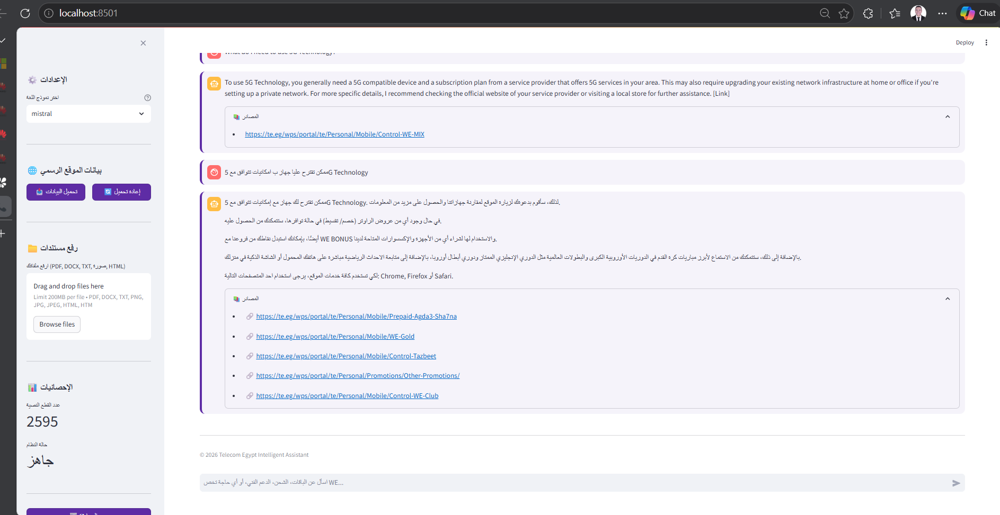 localhost:8501
Chat
Deploy
الإعدادات
اختر نموذج اللغة
mistral
بيانات الموقع الرسمي
تحميل البيانات
إعادة تحميل
رفع مستندات
ارفع ملفاتك (PDF, DOCX, TXT, صورة, HTML)
Drag and drop files here
Limit 200MB per file • PDF, DOCX, TXT, PNG,
JPG, JPEG, HTML, HTM
Browse files
الإحصائيات
عدد القطع النصية
2595
حالة النظام
جاهز
What do I need to use 5G Technology?
To use 5G Technology, you generally need a 5G compatible device and a subscription plan from a service provider that offers 5G services in your area. This may also require upgrading your existing network infrastructure at home or office if you're
setting up a private network. For more specific details, I recommend checking the official website of your service provider or visiting a local store for further assistance. [Link]
المصادر
https://te.eg/wps/portal/te/Personal/Mobile/Control-WE-MIX
ممكن تقترح عليا جهاز ب امكانيات تتوافق مع 5G Technology
ممكن تقترح لك جهاز مع إمكانيات تتوافق مع 5G Technology. لذلك، سأقوم بدعوتك لزيارة الموقع لمقارنة جهازاتنا والحصول على مزيد من المعلومات.
في حال وجود أي من عروض الراوتر (خصم/ تقسيط) في حالة توافرها، ستتمكنك من الحصول عليه.
أيضًا، بإمكانك استبدل نقاطك من فروعنا مع WE BONUS والاستخدام لها لشراء أي من الأجهزة والإكسسوارات المتاحة لدينا.
بالإضافة إلى ذلك، ستتمكنك من الاستماع لأبرز مباريات كرة القدم في الدوريات الأوروبية الكبرى والبطولات العالمية مثل الدوري الإنجليزي الممتاز ودوري أبطال أوروبا، بالإضافة إلى متابعة الاحداث الرياضية مباشرة على هاتفك المحمول أو الشاشة الذكية في منزلك.
لكي تستخدم كافة خدمات الموقع، يرجى استخدام احد المتصفحات التالية: Chrome, Firefox أو Safari.
المصادر
https://te.eg/wps/portal/te/Personal/Mobile/Prepaid-Agda3-Sha7na
https://te.eg/wps/portal/te/Personal/Mobile/WE-Gold
https://te.eg/wps/portal/te/Personal/Mobile/Control-Tazbeet
https://te.eg/wps/portal/te/Personal/Promotions/Other-Promotions/
https://te.eg/wps/portal/te/Personal/Mobile/Control-WE-Club
© 2026 Telecom Egypt Intelligent Assistant
اسأل عن الباقات، الشحن، الدعم الفني، أو أي حاجة تخص WE...